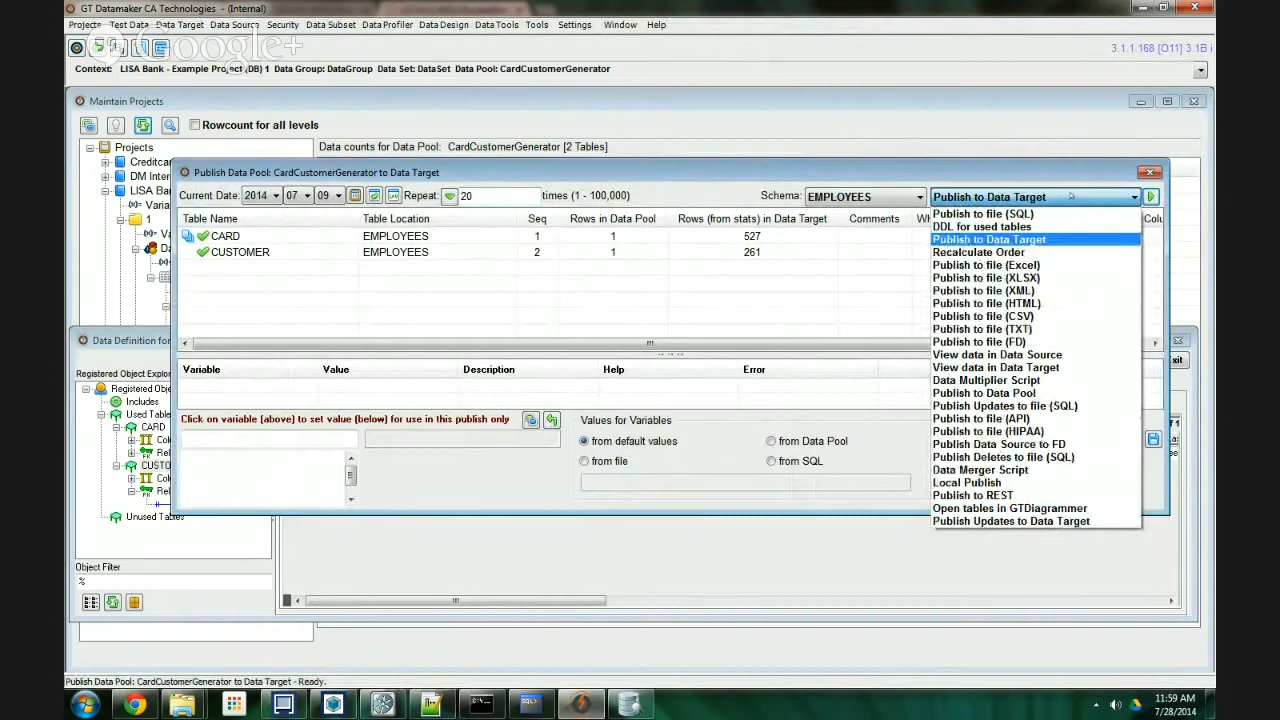 GT Datamaker CA Technologies - (Internal)
Projects Test Data Data Target Data Source Security Data Subset Data Profiler Data Design Data Tools Tools Settings Window Help
Google+
3.1.1.168 [O11] 3.1B i
Context: LISA Bank - Example Project (DB) 1 Data Group: DataGroup Data Set: DataSet Data Pool: CardCustomerGenerator
Maintain Projects
Rowcount for all levels
Projects
Data counts for Data Pool: CardCustomerGenerator [2 Tables]
Creditcar
DM Inter
LISA Ban
Varia
1
Da
Publish Data Pool: CardCustomerGenerator to Data Target
Current Date: 2014 07 09 Repeat: 20 times (1 - 100,000) Schema: EMPLOYEES Publish to Data Target
Table Name Table Location Seq Rows in Data Pool Rows (from stats) in Data Target Comments
CARD EMPLOYEES 1 1 527
CUSTOMER EMPLOYEES 2 1 261
Publish to file (SQL)
DDL for used tables
Publish to Data Target
Recalculate Order
Publish to file (Excel)
Publish to file (XLSX)
Publish to file (XML)
Publish to file (HTML)
Publish to file (CSV)
Publish to file (TXT)
Publish to file (FD)
View data in Data Source
View data in Data Target
Data Multiplier Script
Publish to Data Pool
Publish Updates to file (SQL)
Publish to file (API)
Publish to file (HIPAA)
Publish Data Source to FD
Publish Deletes to file (SQL)
Data Merger Script
Local Publish
Publish to REST
Open tables in GTDiagrammer
Publish Updates to Data Target
Variable Value Description Help Error
Click on variable (above) to set value (below) for use in this publish only
Values for Variables
from default values from Data Pool
from file from SQL
Data Definition for
Registered Object Explor
Registered Obje
Includes
Used Table
CARD
Colu
Rel
CUSTO
Col
Rel
Unused Tables
Object Filter
%
xit
Publish Data Pool: CardCustomerGenerator to Data Target - Ready.
11:59 AM
7/28/2014